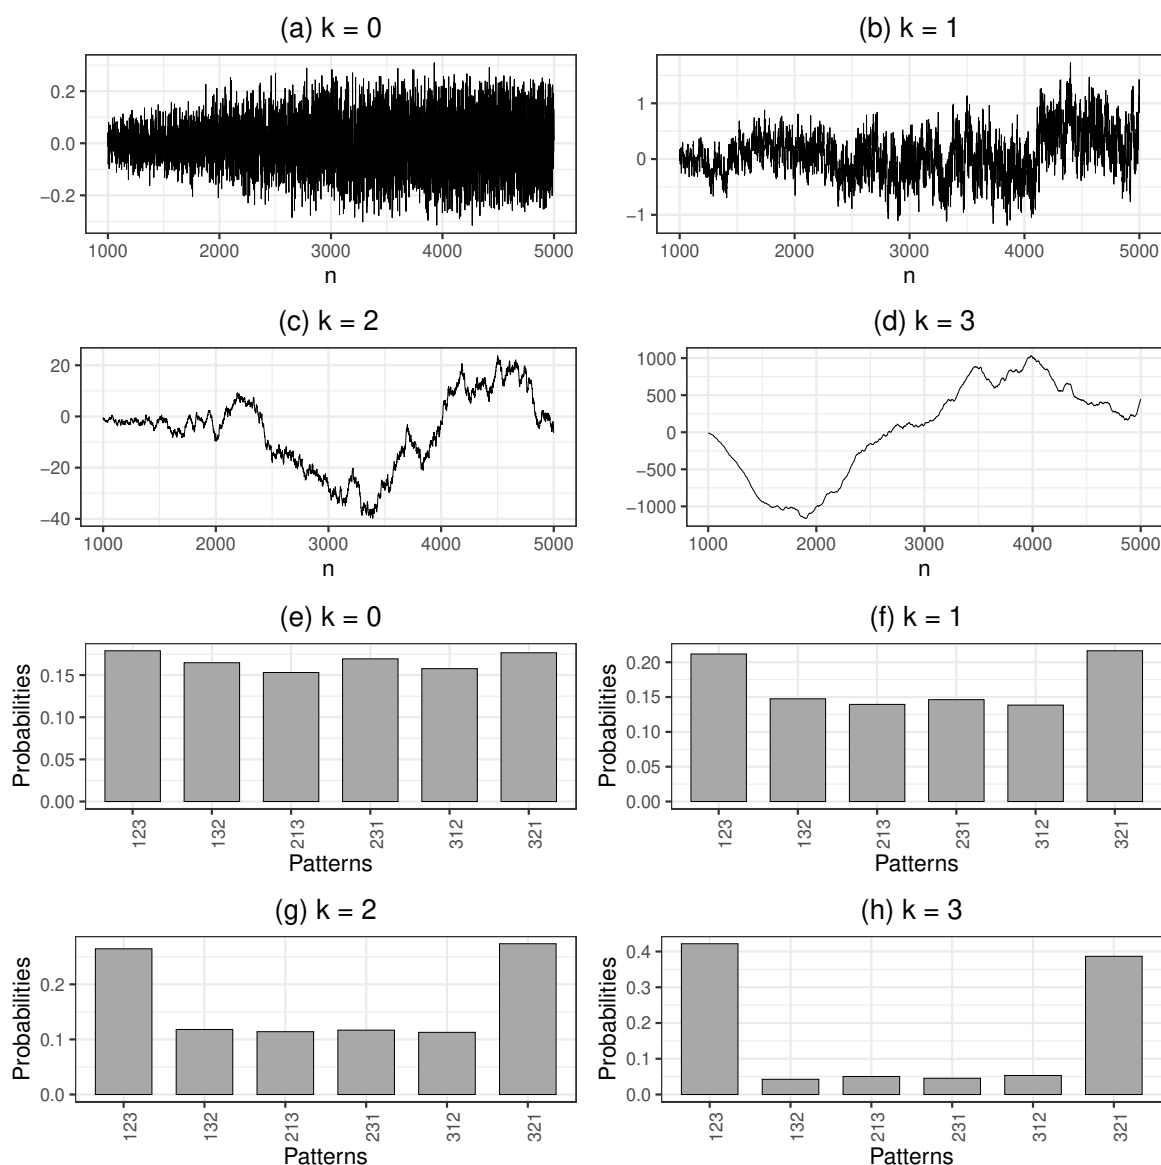 (a) k = 0
0.2
0.0
−0.2
1000 2000 3000 4000 5000
n
(b) k = 1
1
0
−1
1000 2000 3000 4000 5000
n
(c) k = 2
20
0
−20
−40
1000 2000 3000 4000 5000
n
(d) k = 3
1000
500
0
−500
−1000
1000 2000 3000 4000 5000
n
(e) k = 0
Probabilities
0.15
0.10
0.05
0.00
123 132 213 231 312 321
Patterns
(f) k = 1
Probabilities
0.20
0.15
0.10
0.05
0.00
123 132 213 231 312 321
Patterns
(g) k = 2
Probabilities
0.2
0.1
0.0
123 132 213 231 312 321
Patterns
(h) k = 3
Probabilities
0.4
0.3
0.2
0.1
0.0
123 132 213 231 312 321
Patterns